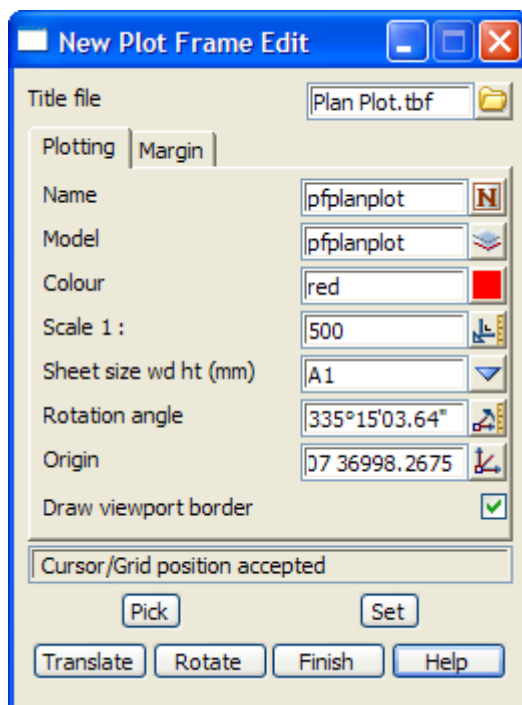 New Plot Frame Edit
Title file Plan Plot.tbf
Plotting Margin
Name pfplanplot N
Model pfplanplot
Colour red
Scale 1 : 500
Sheet size wd ht (mm) A1
Rotation angle 335°15'03.64"
Origin 07 36998.2675
Draw viewport border
Cursor/Grid position accepted
Pick Set
Translate Rotate Finish Help